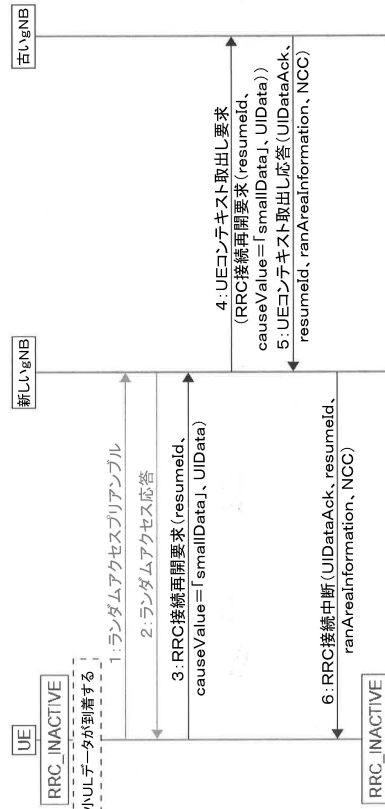 UE
新しいgNB
古いgNB
RRC_INACTIVE
小ULデータが到着する
1:ランダムアクセスプリアンブル
2:ランダムアクセス応答
3:RRC接続再開要求(resumeId、
causeValue=「smallData」、UlData)
4:UEコンテキスト取出し要求
(RRC接続再開要求(resumeId、
causeValue=「smallData」、UlData))
5:UEコンテキスト取出し応答(UlDataAck、
resumeId、ranAreaInformation、NCC)
6:RRC接続中断(UlDataAck、resumeId、
ranAreaInformation、NCC)
RRC_INACTIVE